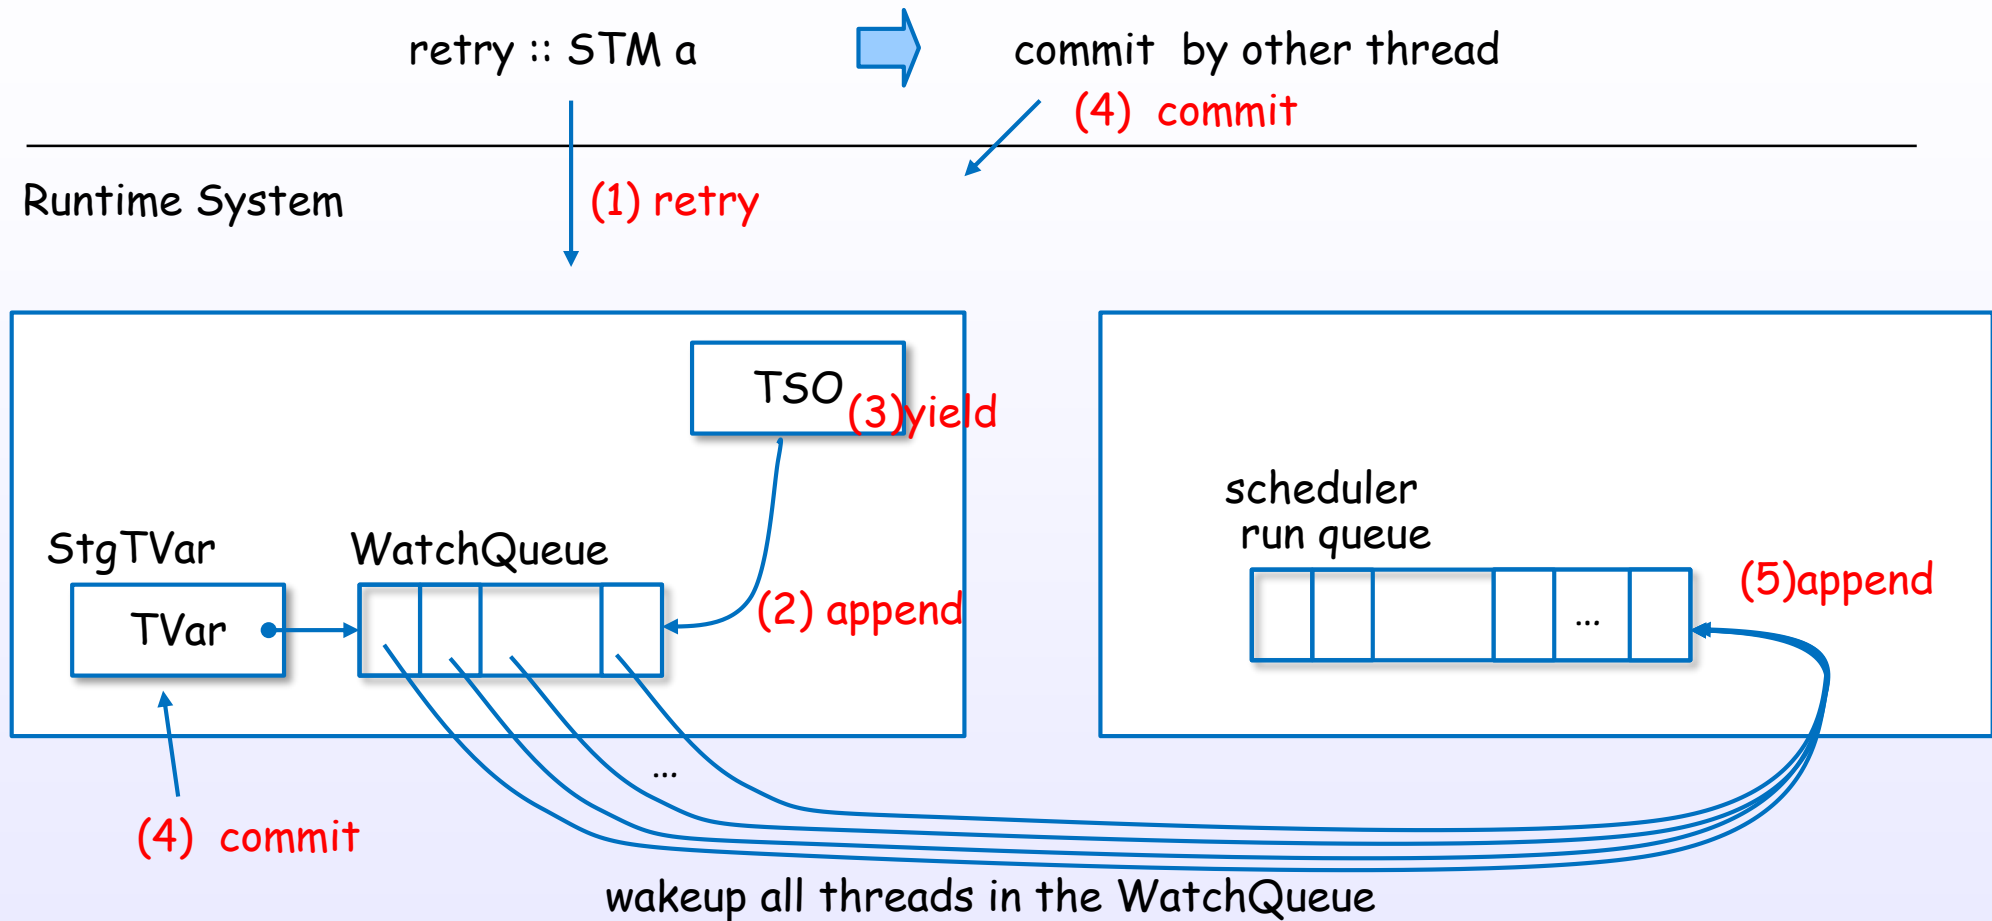 retry :: STM a
commit by other thread
(4) commit
Runtime System
(1) retry
TSO
(3)yield
scheduler
run queue
StgTVar
WatchQueue
(5)append
TVar
(2) append
...
...
(4) commit
wakeup all threads in the WatchQueue